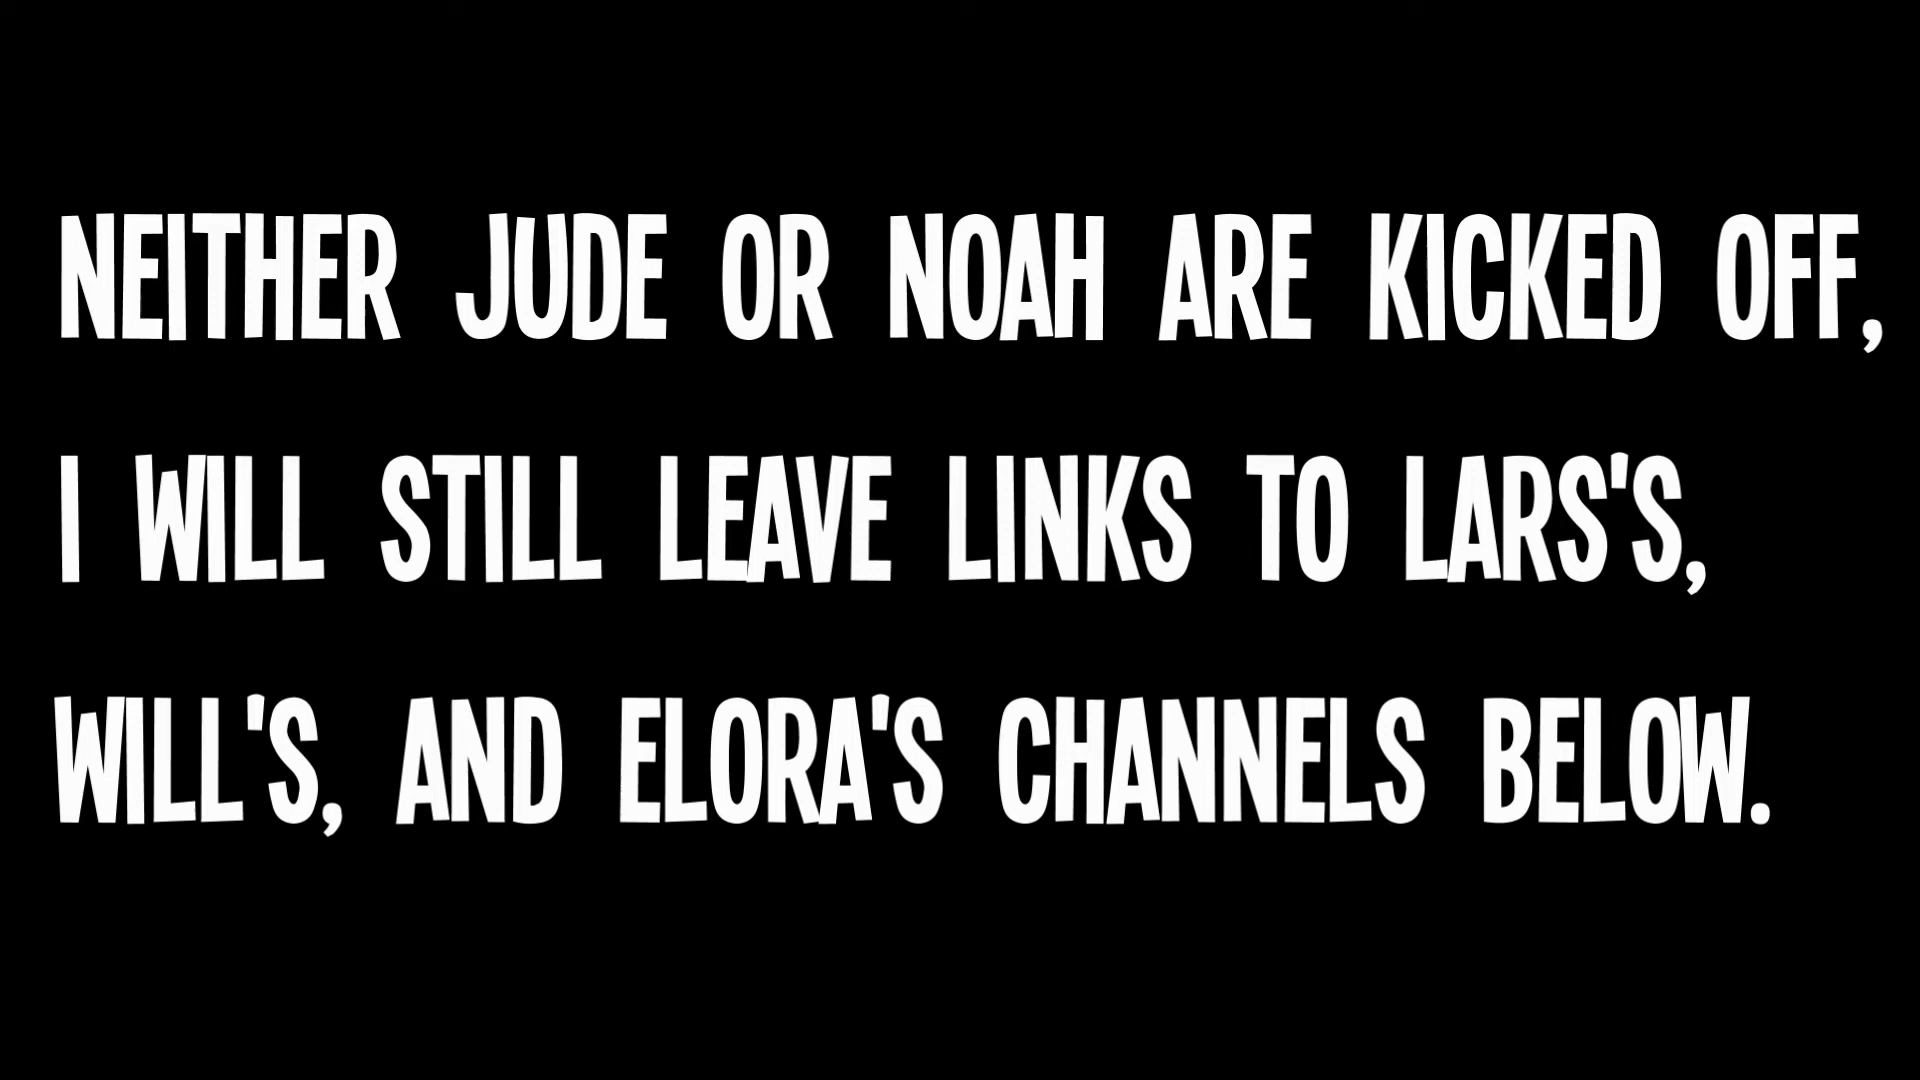 NEITHER JUDE OR NOAH ARE KICKED OFF,
I WILL STILL LEAVE LINKS TO LARS'S,
WILL'S, AND ELORA'S CHANNELS BELOW.